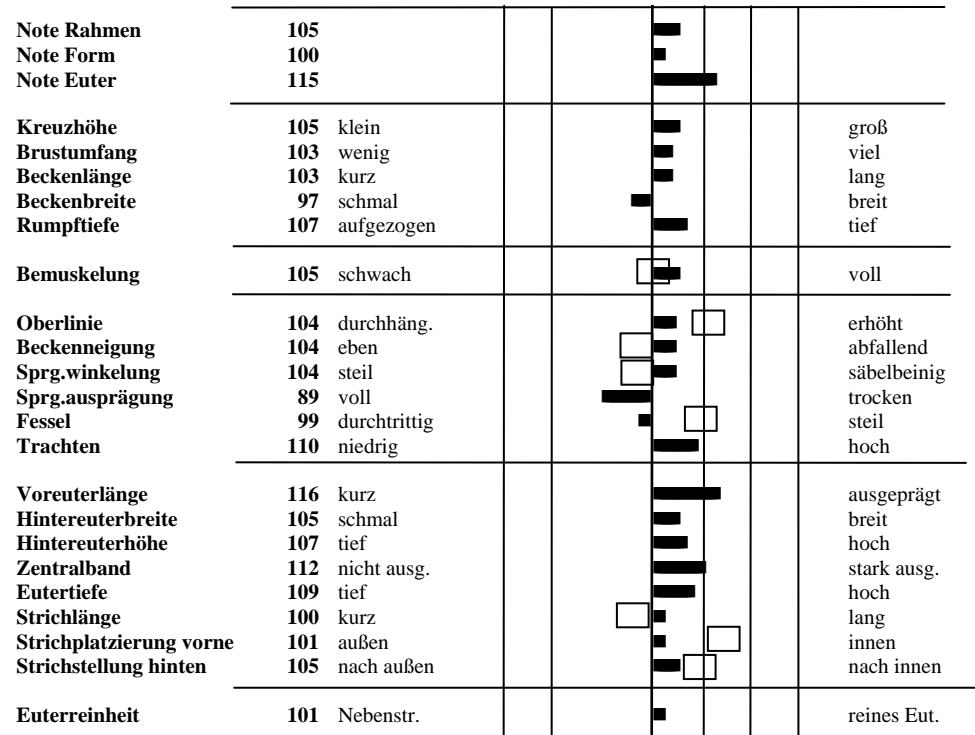 Note Rahmen 105
Note Form 100
Note Euter 115
Kreuzhöhe 105 klein groß
Brustumfang 103 wenig viel
Beckenlänge 103 kurz lang
Beckenbreite 97 schmal breit
Rumpftiefe 107 aufgezogen tief
Bemuskelung 105 schwach voll
Oberlinie 104 durchhäng. erhöht
Beckenneigung 104 eben abfallend
Sprg.winkelung 104 steil säbelbeinig
Sprg.ausprägung 89 voll trocken
Fessel 99 durchtrittig steil
Trachten 110 niedrig hoch
Voreuterlänge 116 kurz ausgeprägt
Hintereuterbreite 105 schmal breit
Hintereuterhöhe 107 tief hoch
Zentralband 112 nicht ausg. stark ausg.
Eutertiefe 109 tief hoch
Strichlänge 100 kurz lang
Strichplatzierung vorne 101 außen innen
Strichstellung hinten 105 nach außen nach innen
Euterreinheit 101 Nebenstr. reines Eut.